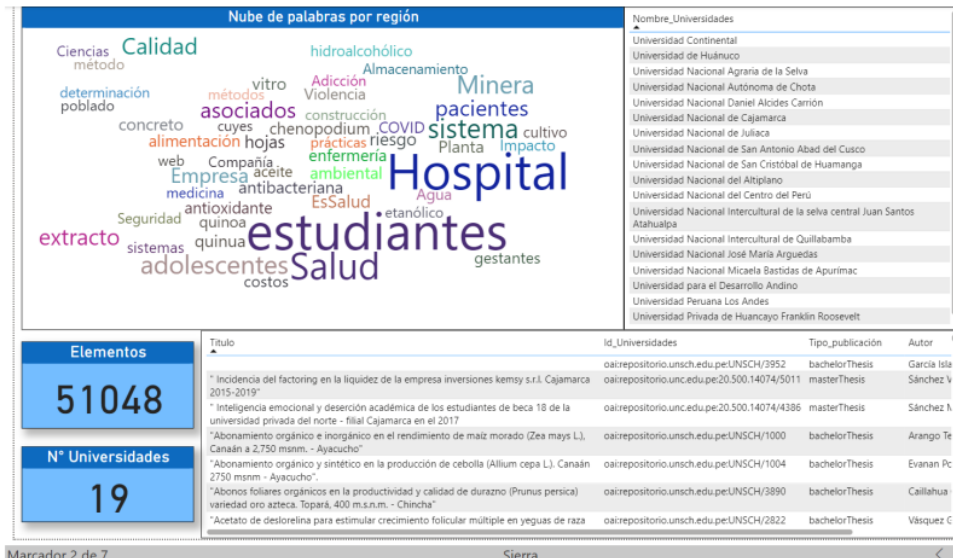 Nube de palabras por región
Ciencias
Calidad
método
hidroalcohólico
Almacenamiento
determinación
poblado
vitro
métodos
Adicción
Violencia
Minera
asociados
construcción
pacientes
concreto
cuyes
chenopodium
COVID
sistema
cultivo
alimentación
hojas
prácticas
riesgo
Planta
Impacto
web
Compañía
enfermería
Empresa
aceite
ambiental
Hospital
medicina
antibacteriana
antioxidante
EsSalud
Agua
etanólico
Seguridad
quinoa
extracto
sistemas
quinua
estudiantes
gestantes
adolescentes
Salud
costos
Nombre_Universidades
Universidad Continental
Universidad de Huánuco
Universidad Nacional Agraria de la Selva
Universidad Nacional Autónoma de Chota
Universidad Nacional Daniel Alcides Carrión
Universidad Nacional de Cajamarca
Universidad Nacional de Juliaca
Universidad Nacional de San Antonio Abad del Cusco
Universidad Nacional de San Cristóbal de Huamanga
Universidad Nacional del Altiplano
Universidad Nacional del Centro del Perú
Universidad Nacional Intercultural de la selva central Juan Santos
Atahualpa
Universidad Nacional Intercultural de Quillabamba
Universidad Nacional José María Arguedas
Universidad Nacional Micaela Bastidas de Apurímac
Universidad para el Desarrollo Andino
Universidad Peruana Los Andes
Universidad Privada de Huancayo Franklin Roosevelt
Elementos
51048
N° Universidades
19
Titulo Id_Universidades Tipo_publicación Autor
oai:repositorio.unsch.edu.pe:UNSCH/3952 bachelorThesis García Isla
" Incidencia del factoring en la liquidez de la empresa inversiones kemsy s.r.l. Cajamarca oai:repositorio.unc.edu.pe:20.500.14074/5011 masterThesis Sánchez V
2015-2019"
" Inteligencia emocional y deserción académica de los estudiantes de beca 18 de la oai:repositorio.unc.edu.pe:20.500.14074/4386 masterThesis Sánchez M
universidad privada del norte - filial Cajamarca en el 2017
"Abonamiento orgánico e inorgánico en el rendimiento de maíz morado (Zea mays L.), oai:repositorio.unsch.edu.pe:UNSCH/1000 bachelorThesis Arango Te
Canaán a 2,750 msnm. - Ayacucho"
"Abonamiento orgánico y sintético en la producción de cebolla (Allium cepa L.). Canaán oai:repositorio.unsch.edu.pe:UNSCH/1004 bachelorThesis Evanan Po
2750 msnm - Ayacucho".
"Abonos foliares orgánicos en la productividad y calidad de durazno (Prunus persica) oai:repositorio.unsch.edu.pe:UNSCH/3890 bachelorThesis Caillahua
variedad oro azteca. Topará, 400 m.s.n.m. - Chincha"
"Acetato de deslorelina para estimular crecimiento folicular múltiple en yeguas de raza oai:repositorio.unsch.edu.pe:UNSCH/2822 bachelorThesis Vásquez G
Marcador 2 de 7 Sierra